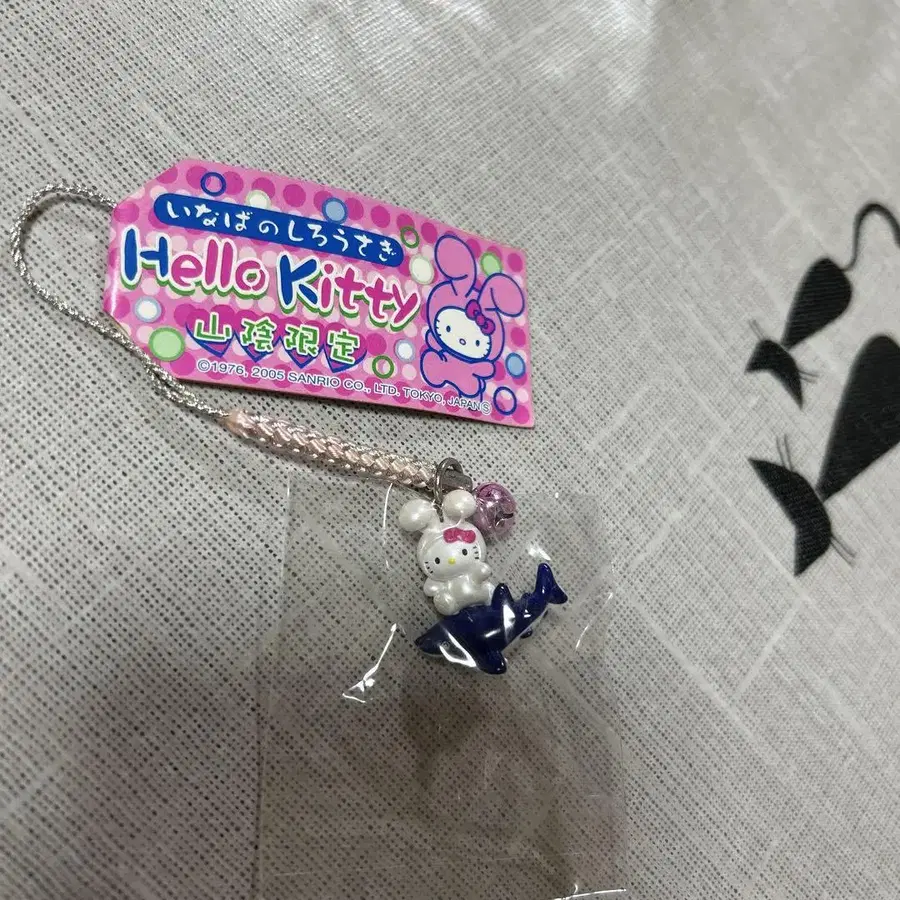 いなばのしろうさぎ
Hello Kitty
山陰限定
©1976, 2005 SANRIO CO., LTD. TOKYO, JAPANⓈ